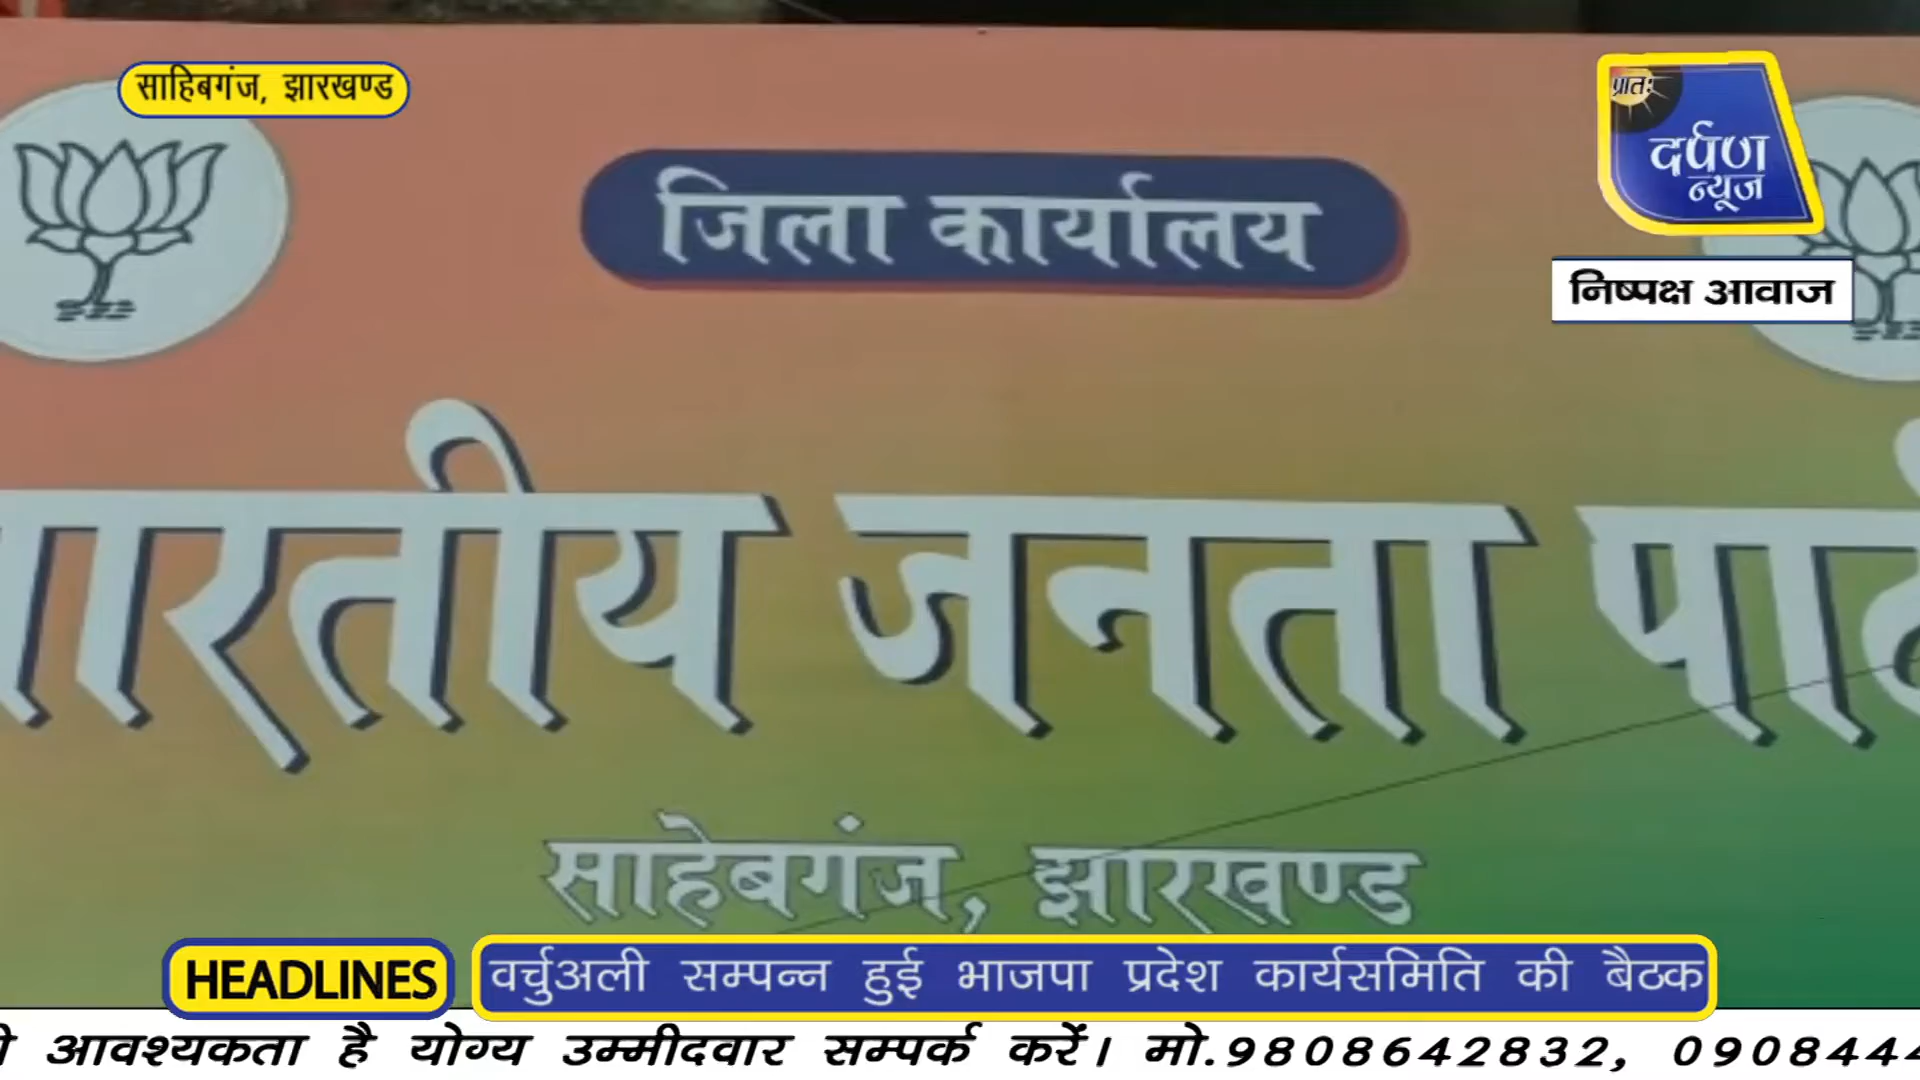 साहिबगंज, झारखण्ड
प्रातः
दर्पण
न्यूज
निष्पक्ष आवाज
जिला कार्यालय
ारतीय जनता पार्
साहेबगंज, झारखण्ड
HEADLINES
वर्चुअली सम्पन्न हुई भाजपा प्रदेश कार्यसमिति की बैठक
आवश्यकता है योग्य उम्मीदवार सम्पर्क करें। मो.9808642832, 090844